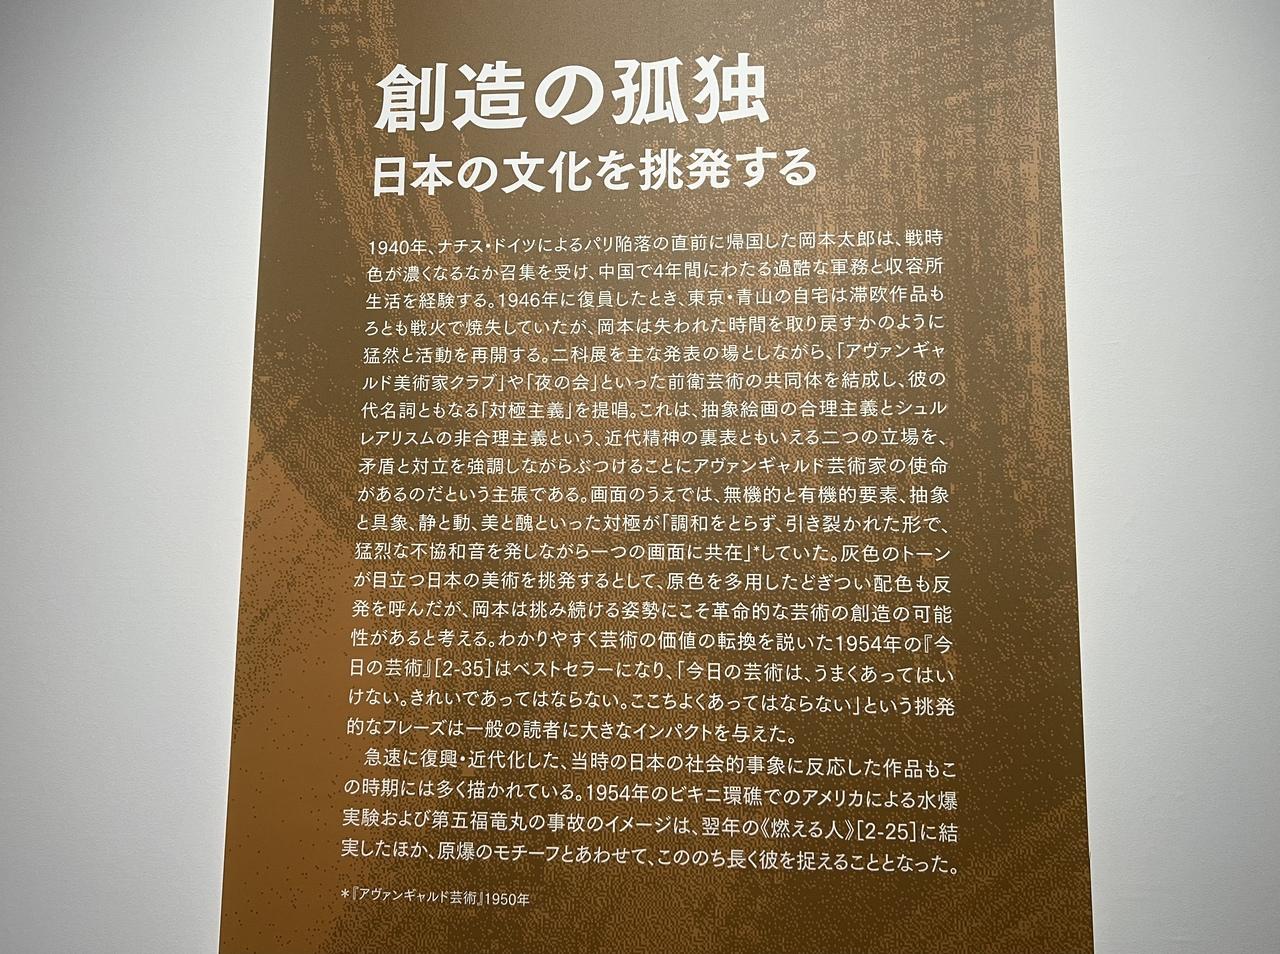 創造の孤独
日本の文化を挑発する
1940年、ナチス・ドイツによるパリ陥落の直前に帰国した岡本太郎は、戦時
色が濃くなるなか召集を受け、中国で4年間にわたる過酷な軍務と収容所
生活を経験する。1946年に復員したとき、東京・青山の自宅は滞欧作品も
ろとも戦火で焼失していたが、岡本は失われた時間を取り戻すかのように
猛然と活動を再開する。二科展を主な発表の場としながら、「アヴァンギャ
ルド美術家クラブ」や「夜の会」といった前衛芸術の共同体を結成し、彼の
代名詞ともなる「対極主義」を提唱。これは、抽象絵画の合理主義とシュル
レアリスムの非合理主義という、近代精神の裏表ともいえる二つの立場を、
矛盾と対立を強調しながらぶつけることにアヴァンギャルド芸術家の使命
があるのだという主張である。画面のうえでは、無機的と有機的要素、抽象
と具象、静と動、美と醜といった対極が「調和をとらず、引き裂かれた形で、
猛烈な不協和音を発しながら一つの画面に共在」*していた。灰色のトーン
が目立つ日本の美術を挑発するとして、原色を多用したどぎつい配色も反
発を呼んだが、岡本は挑み続ける姿勢にこそ革命的な芸術の創造の可能
性があると考える。わかりやすく芸術の価値の転換を説いた1954年の『今
日の芸術』[2-35]はベストセラーになり、「今日の芸術は、うまくあってはい
けない。きれいであってはならない。ここちよくあってはならない」という挑発
的なフレーズは一般の読者に大きなインパクトを与えた。
急速に復興・近代化した、当時の日本の社会的事象に反応した作品もこ
の時期には多く描かれている。1954年のビキニ環礁でのアメリカによる水爆
実験および第五福竜丸の事故のイメージは、翌年の《燃える人》[2-25]に結
実したほか、原爆のモチーフとあわせて、こののち長く彼を捉えることとなった。
*『アヴァンギャルド芸術』1950年